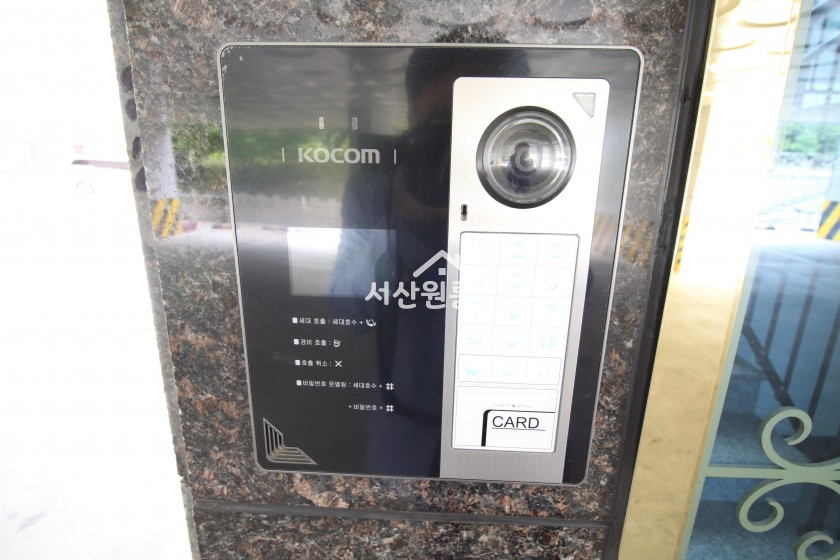 KOCOM
서산원룸
세대 호출 : 세대호수 +
경비 호출 :
호출 취소 : ✕
비밀번호 문열림 : 세대호수 + #
+ 비밀번호 + #
CARD